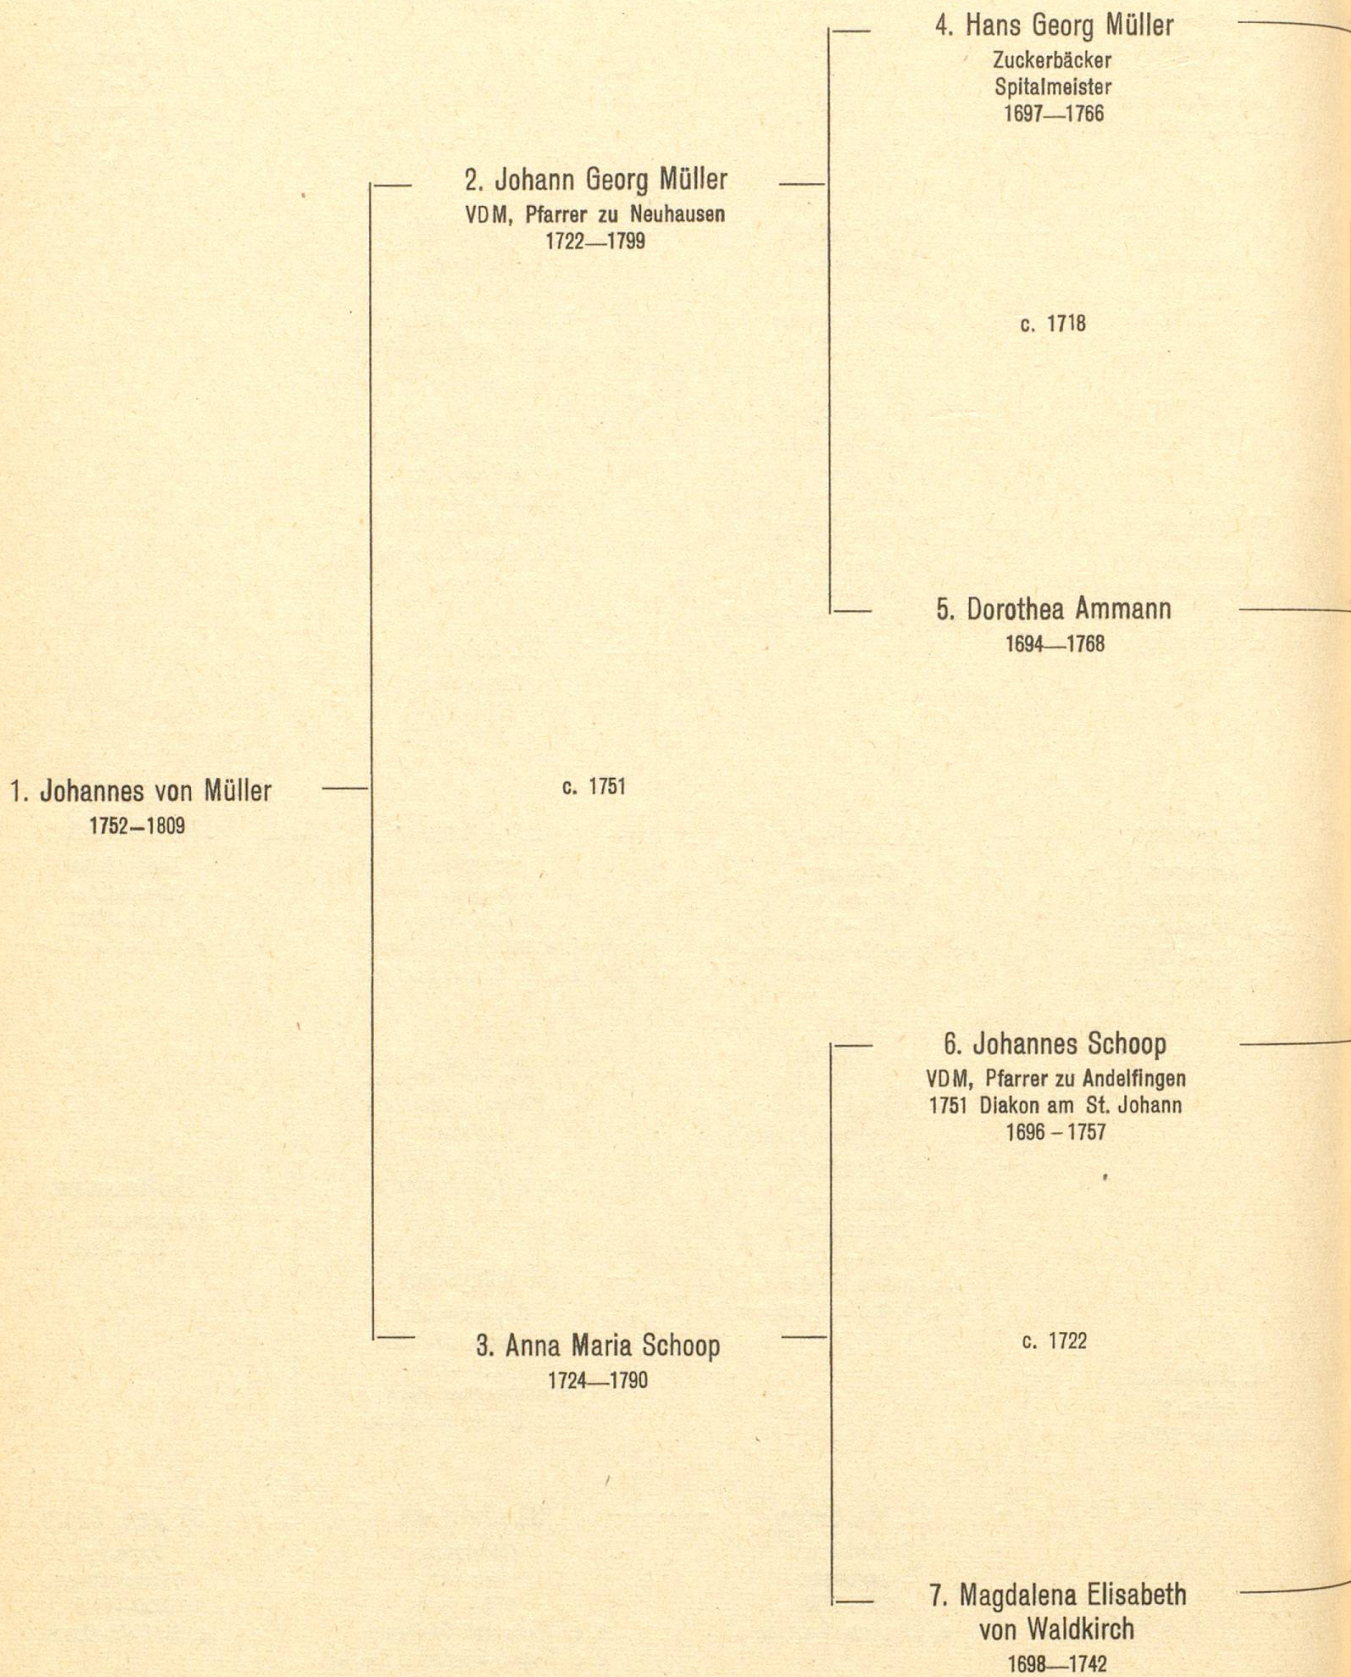 4. Hans Georg Müller
Zuckerbäcker
Spitalmeister
1697—1766
2. Johann Georg Müller
VDM, Pfarrer zu Neuhausen
1722—1799
c. 1718
5. Dorothea Ammann
1694—1768
1. Johannes von Müller
1752–1809
c. 1751
6. Johannes Schoop
VDM, Pfarrer zu Andelfingen
1751 Diakon am St. Johann
1696 – 1757
3. Anna Maria Schoop
1724—1790
c. 1722
7. Magdalena Elisabeth
von Waldkirch
1698—1742